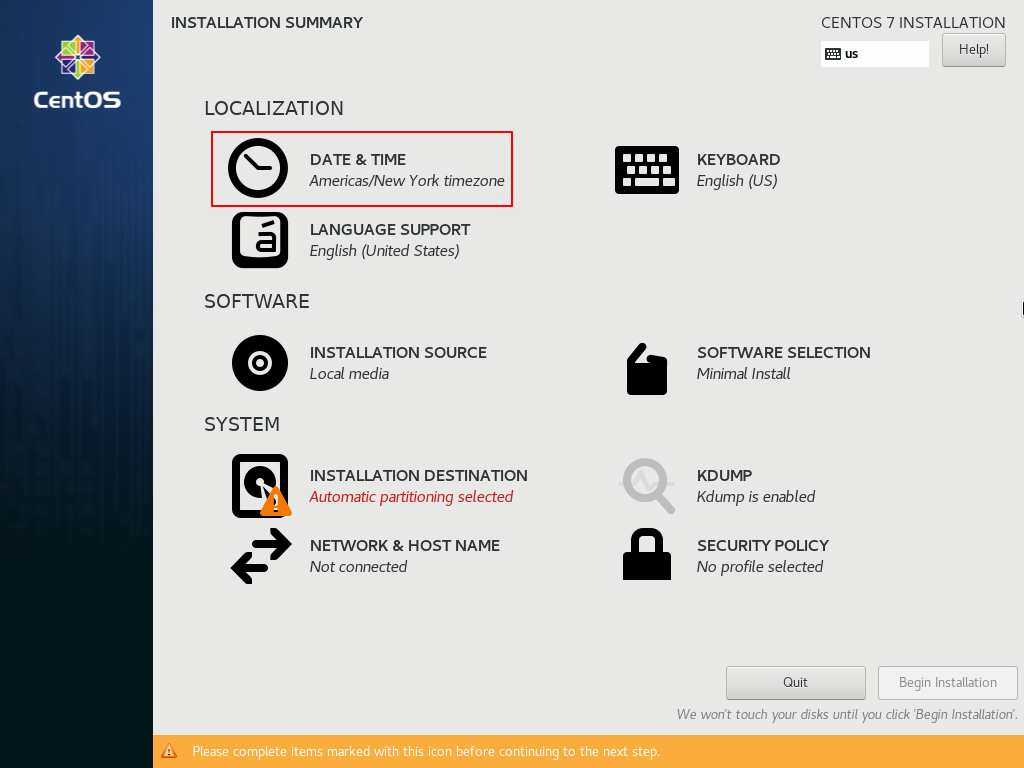 INSTALLATION SUMMARY
CENTOS 7 INSTALLATION
us
Help!
CentOS
LOCALIZATION
DATE & TIME
Americas/New York timezone
KEYBOARD
English (US)
á
LANGUAGE SUPPORT
English (United States)
SOFTWARE
INSTALLATION SOURCE
Local media
SOFTWARE SELECTION
Minimal Install
SYSTEM
INSTALLATION DESTINATION
Automatic partitioning selected
KDUMP
Kdump is enabled
NETWORK & HOST NAME
Not connected
SECURITY POLICY
No profile selected
Quit
Begin Installation
We won't touch your disks until you click 'Begin Installation'.
Please complete items marked with this icon before continuing to the next step.